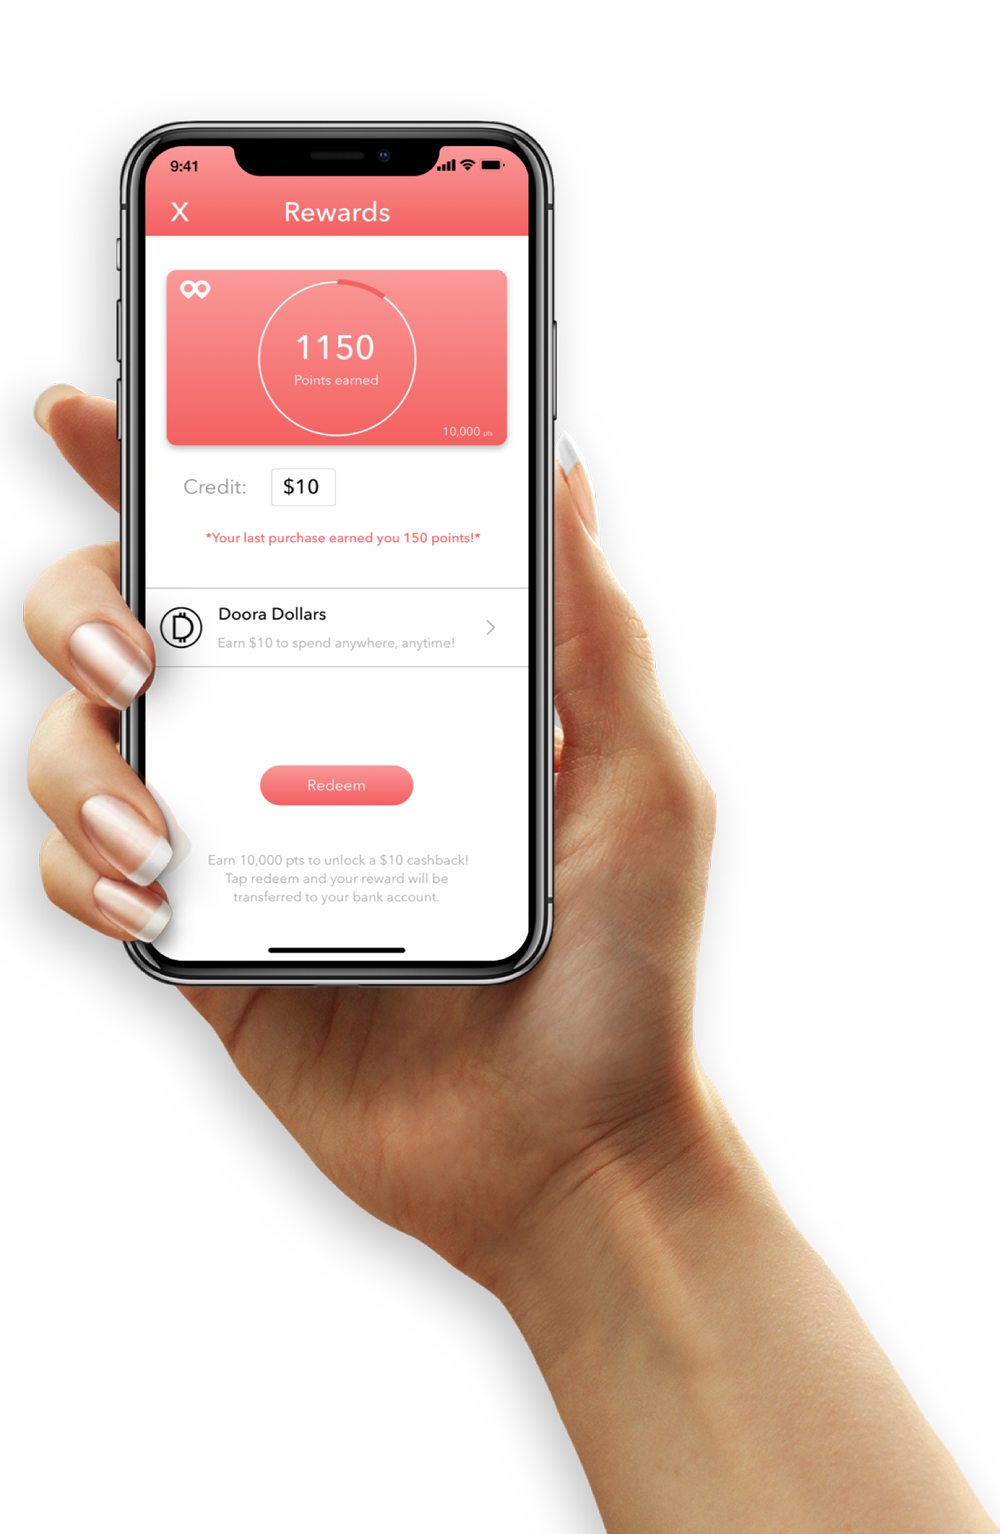 9:41
X Rewards
1150
Points earned
10,000 pts
Credit: $10
*Your last purchase earned you 150 points!*
Doora Dollars
Earn $10 to spend anywhere, anytime!
Redeem
Earn 10,000 pts to unlock a $10 cashback!
Tap redeem and your reward will be
transferred to your bank account.